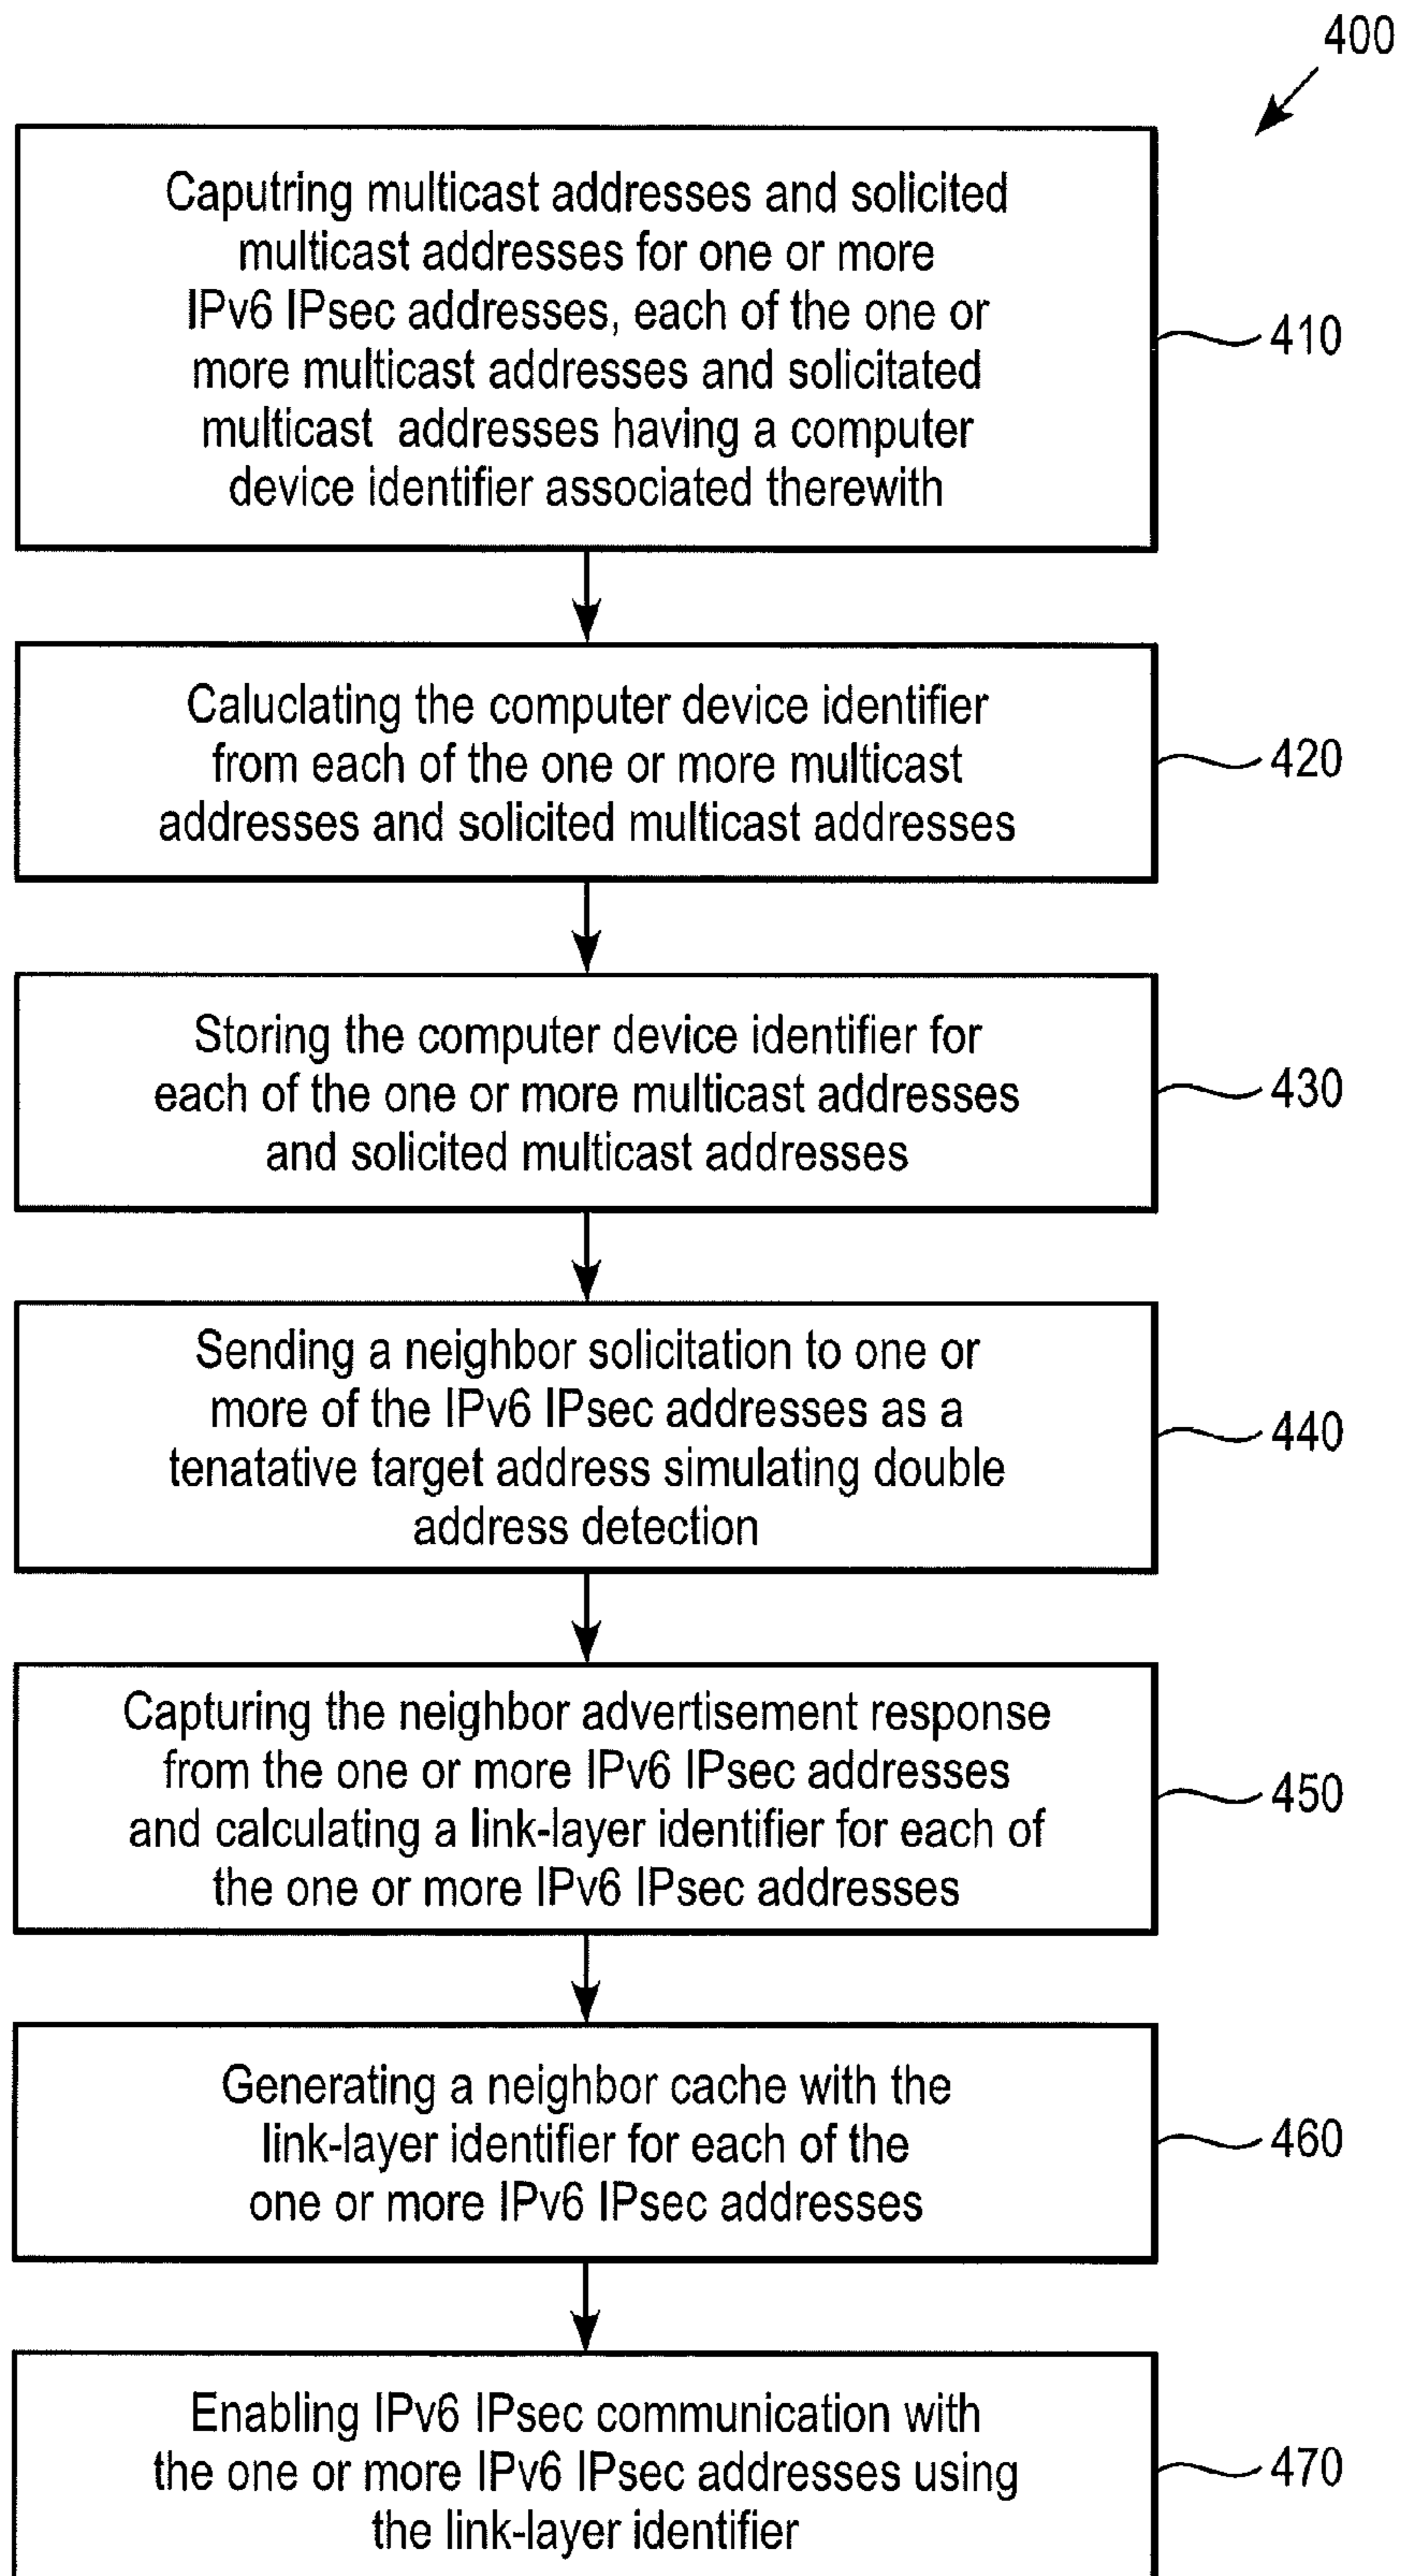 400
Caputring multicast addresses and solicited
multicast addresses for one or more
IPv6 IPsec addresses, each of the one or
more multicast addresses and solicitated
multicast addresses having a computer
device identifier associated therewith
410
Caluclating the computer device identifier
from each of the one or more multicast
addresses and solicited multicast addresses
420
Storing the computer device identifier for
each of the one or more multicast addresses
and solicited multicast addresses
430
Sending a neighbor solicitation to one or
more of the IPv6 IPsec addresses as a
tenatative target address simulating double
address detection
440
Capturing the neighbor advertisement response
from the one or more IPv6 IPsec addresses
and calculating a link-layer identifier for each of
the one or more IPv6 IPsec addresses
450
Generating a neighbor cache with the
link-layer identifier for each of the
one or more IPv6 IPsec addresses
460
Enabling IPv6 IPsec communication with
the one or more IPv6 IPsec addresses using
the link-layer identifier
470